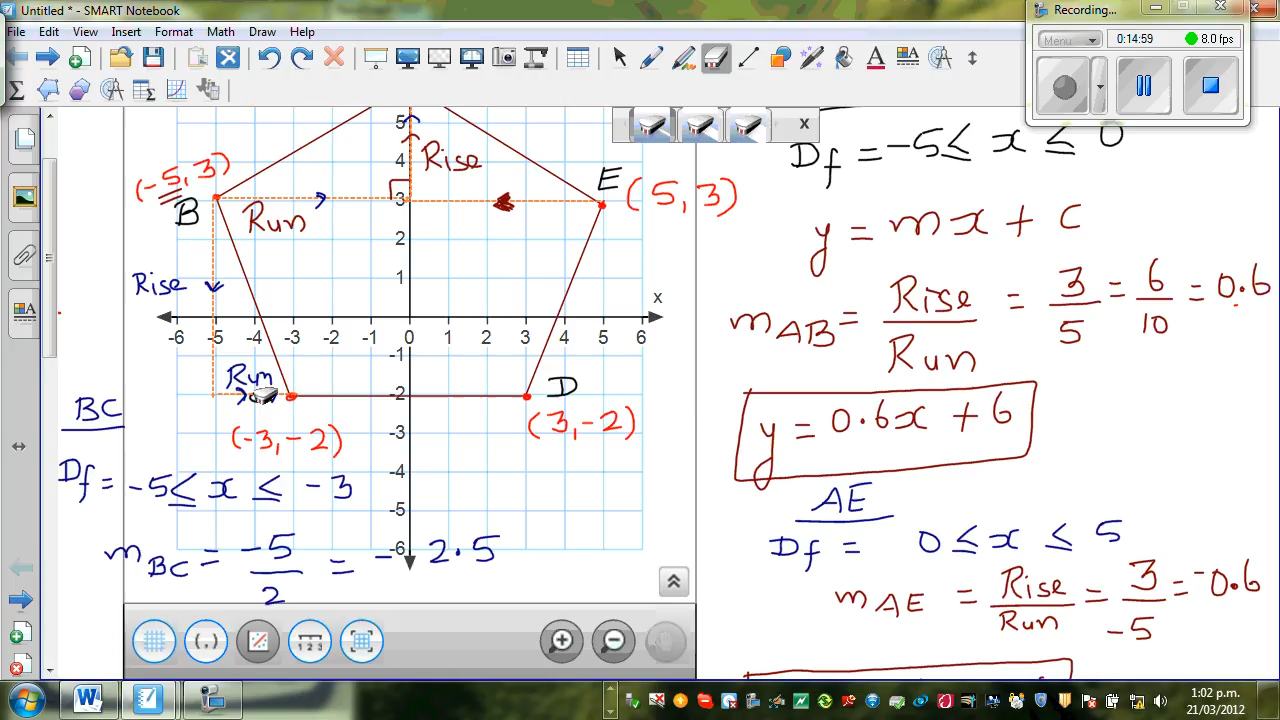 Untitled * - SMART Notebook
Recording...
File Edit View Insert Format Math Draw Help
Menu
0:14:59
8.0 fps
x
5
4
3
2
1
-6 -5 -4 -3 -2 -1 0 1 2 3 4 5 6
x
-1
-2
-3
-4
-5
-6
Rise
(-5, 3)
B
Run
E
(5, 3)
Rise
Run
D
(-3, -2)
(3, -2)
BC
Df = -5 ≤ x ≤ -3
m BC = -5/2 = - 2.5
Df = -5 ≤ x ≤ 0
y = mx + c
m AB = Rise/Run = 3/5 = 6/10 = 0.6
y = 0.6x + 6
AE
Df = 0 ≤ x ≤ 5
m AE = Rise/Run = 3/-5 = -0.6
1:02 p.m.
21/03/2012